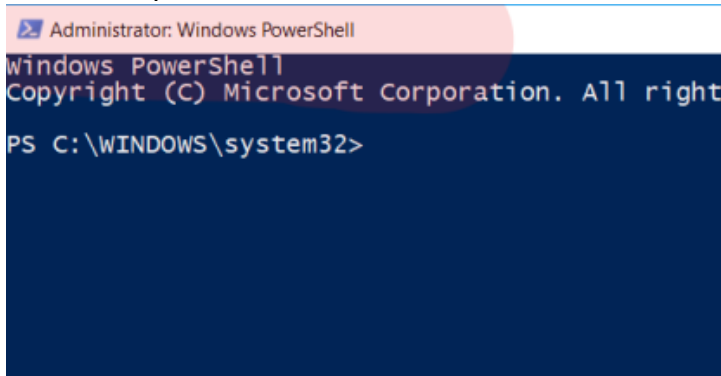 Administrator: Windows PowerShell
Windows PowerShell
Copyright (C) Microsoft Corporation. All right
PS C:\WINDOWS\system32>